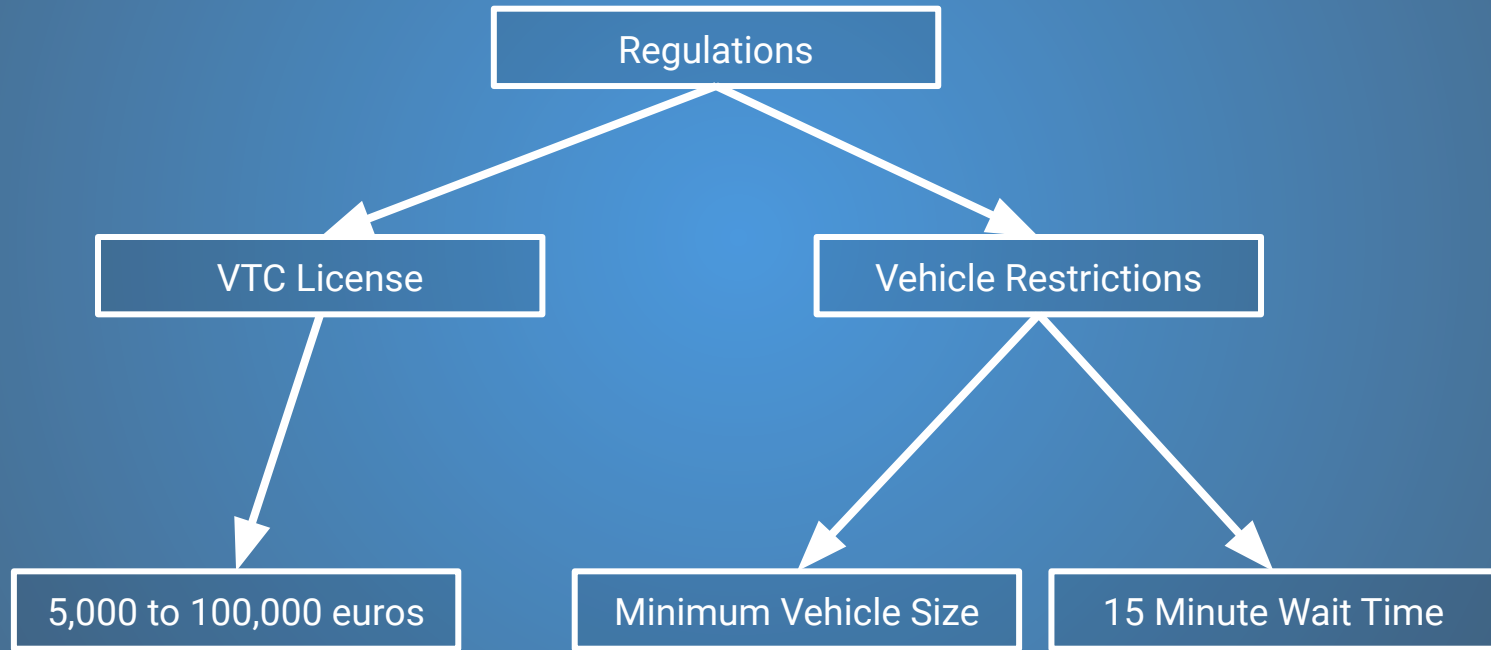 Regulations
VTC License
Vehicle Restrictions
5,000 to 100,000 euros
Minimum Vehicle Size
15 Minute Wait Time